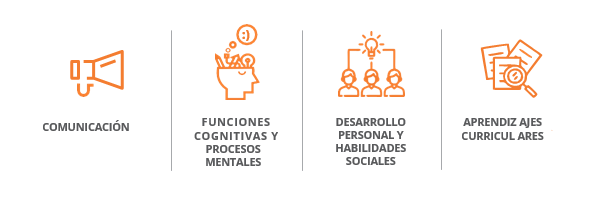 COMUNICACIÓN
FUNCIONES
COGNITIVAS Y
PROCESOS
MENTALES
DESARROLLO
PERSONAL Y
HABILIDADES
SOCIALES
APRENDIZ AJES
CURRICUL ARES